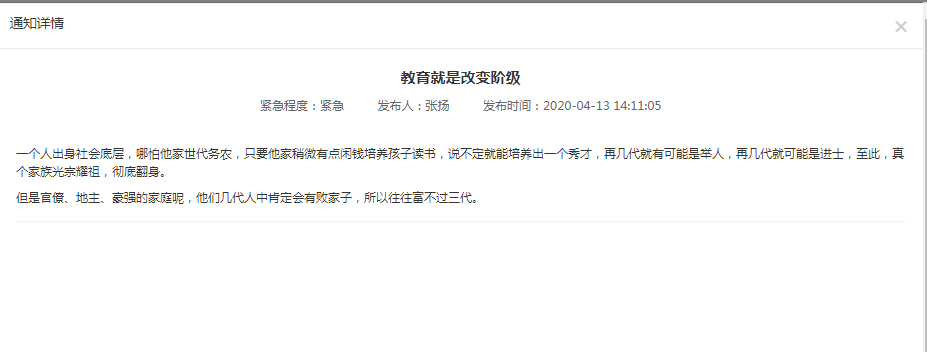 通知详情
×
教育就是改变阶级
紧急程度：紧急 发布人：张扬 发布时间：2020-04-13 14:11:05
一个人出身社会底层，哪怕他家世代务农，只要他家稍微有点闲钱培养孩子读书，说不定就能培养出一个秀才，再几代就有可能是举人，再几代就可能是进士，至此，真
个家族光宗耀祖，彻底翻身。
但是官僚、地主、豪强的家庭呢，他们几代人中肯定会有败家子，所以往往富不过三代。